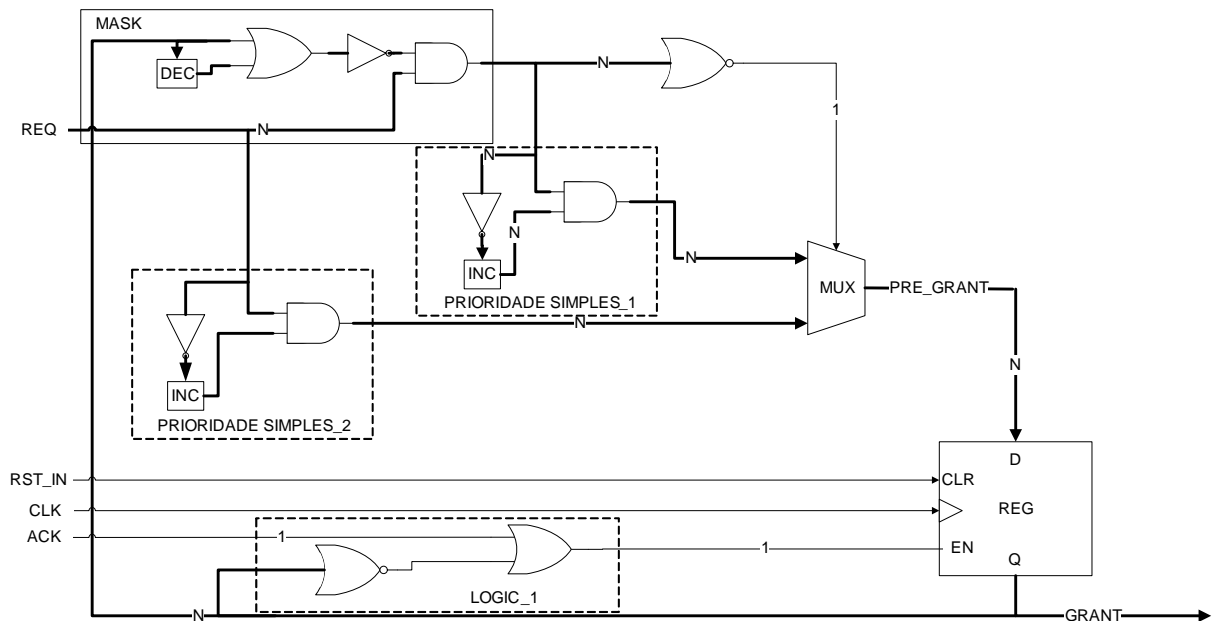 MASK
DEC
REQ
N
N
1
N
N
INC
N
PRIORIDADE SIMPLES_1
MUX
PRE_GRANT
N
N
INC
PRIORIDADE SIMPLES_2
D
RST_IN
CLR
CLK
REG
ACK
1
1
EN
Q
LOGIC_1
N
GRANT